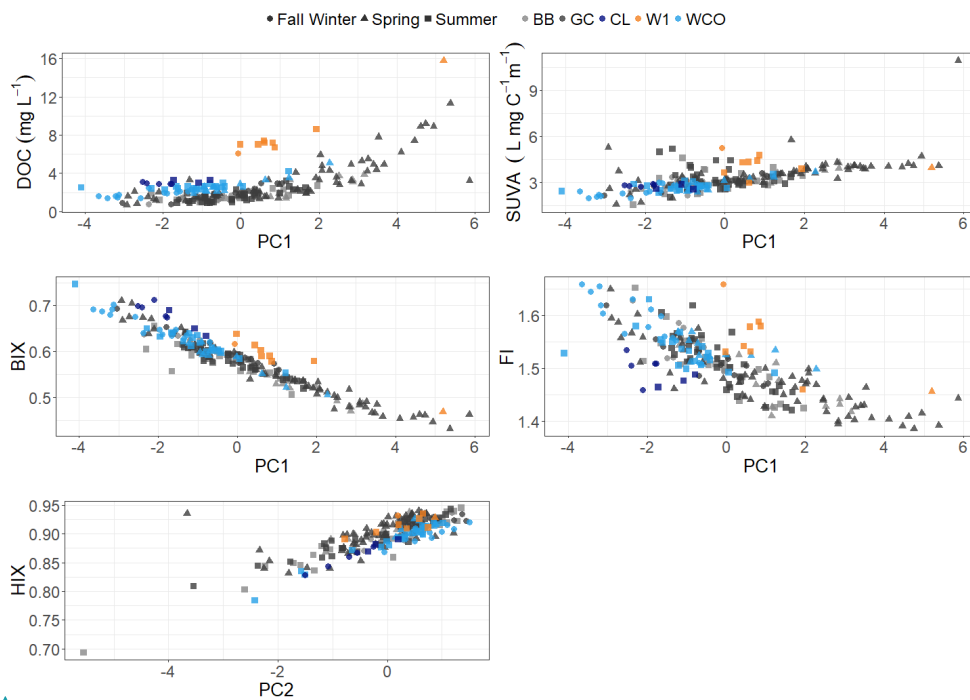 Fall Winter Spring Summer BB GC CL W1 WCO
DOC (mg L⁻¹)
16
12
8
4
0
-4 -2 0 2 4 6
PC1
SUVA ( L mg C⁻¹m⁻¹)
9
6
3
-4 -2 0 2 4 6
PC1
BIX
0.7
0.6
0.5
-4 -2 0 2 4 6
PC1
FI
1.6
1.5
1.4
-4 -2 0 2 4 6
PC1
HIX
0.95
0.90
0.85
0.80
0.75
0.70
-4 -2 0
PC2